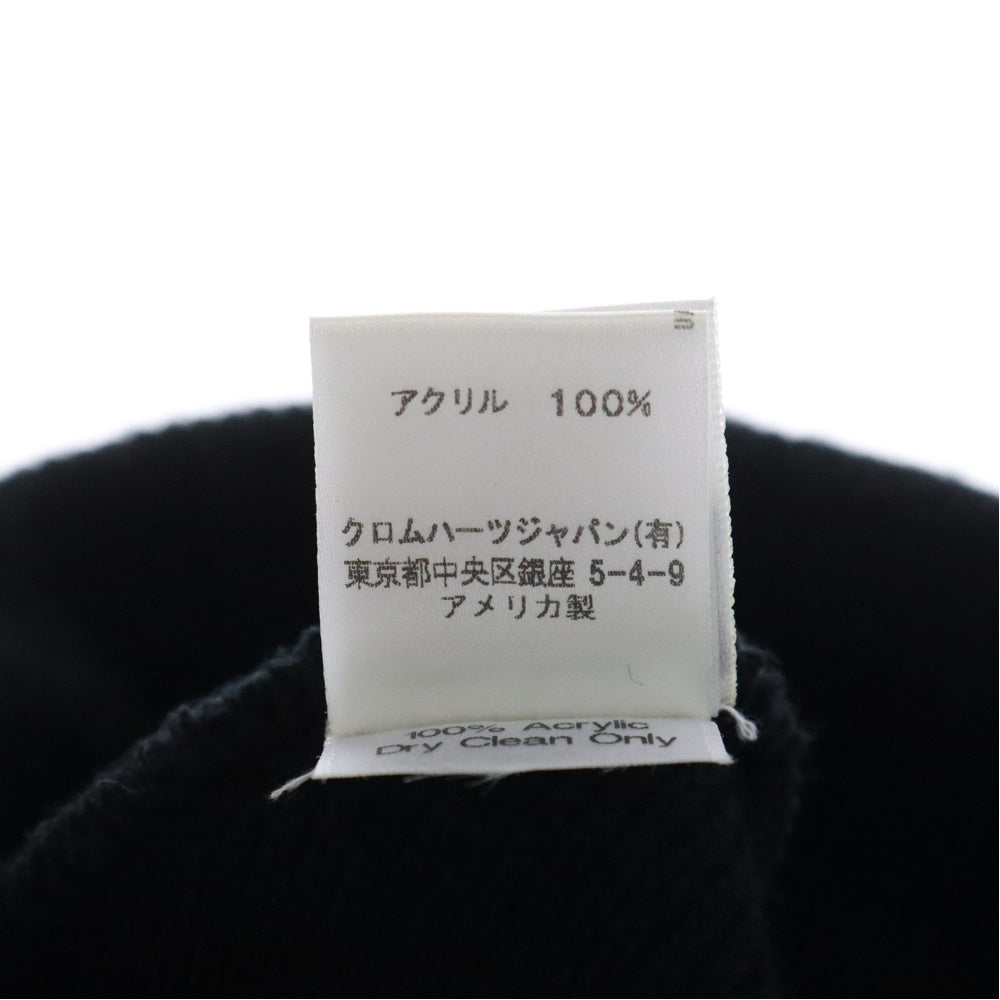 アクリル 100%
クロムハーツジャパン(有)
東京都中央区銀座 5-4-9
アメリカ製
100% Acrylic
Dry Clean Only